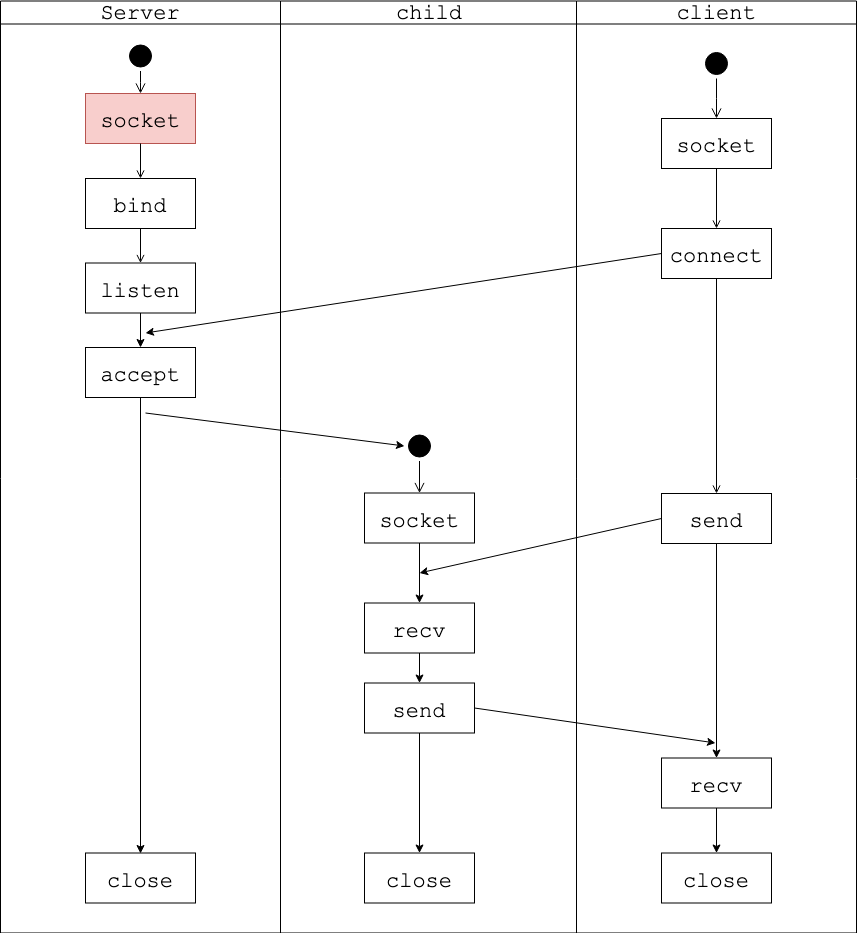 Server
child
client
socket
bind
listen
accept
close
socket
recv
send
close
socket
connect
send
recv
close